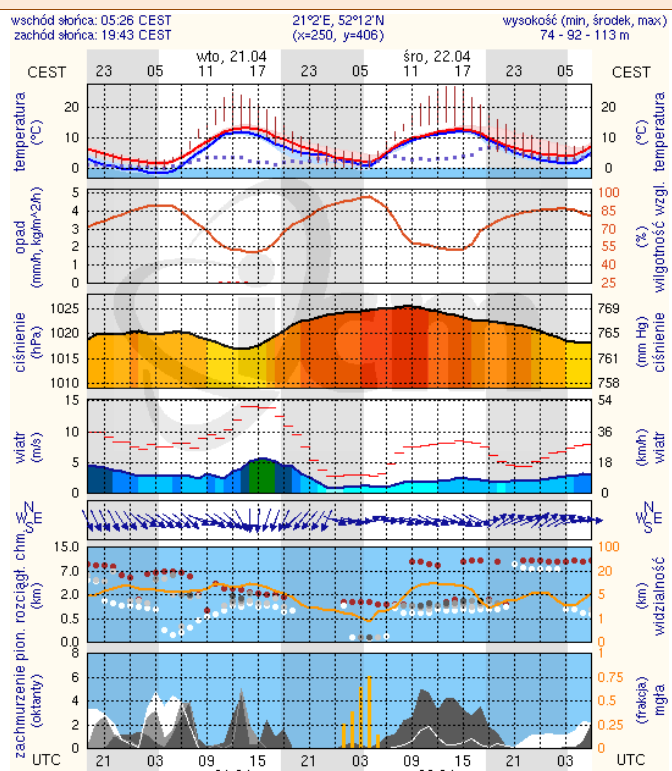 wschód słońca: 05:26 CEST 21°2'E, 52°12'N wysokość (min, środek, max)
zachód słońca: 19:43 CEST (x=250, y=406) 74 - 92 - 113 m
wto, 21.04 śro, 22.04
CEST 23 05 11 17 23 05 11 17 23 05 CEST
temperatura (°C)
20
10
0
temperatura (°C)
20
10
0
opad (mm/h, kg/m^2/h)
5
4
3
2
1
0
wilgotność wzgl. (%)
100
85
70
55
40
25
icm
ciśnienie (hPa)
1025
1020
1015
1010
ciśnienie (mm Hg)
769
765
761
758
wiatr (m/s)
15
10
5
0
wiatr (km/h)
54
36
18
0
N
W E
S
N
W E
S
pion. rozciągł. chm. (km)
15.0
7.0
2.0
0.5
0.0
widzialność (km)
100
20
4
1
0
zachmurzenie (oktanty)
8
6
4
2
0
mgła (frakcja)
1
0.75
0.5
0.25
0
UTC 21 03 09 15 21 03 09 15 21 03 UTC